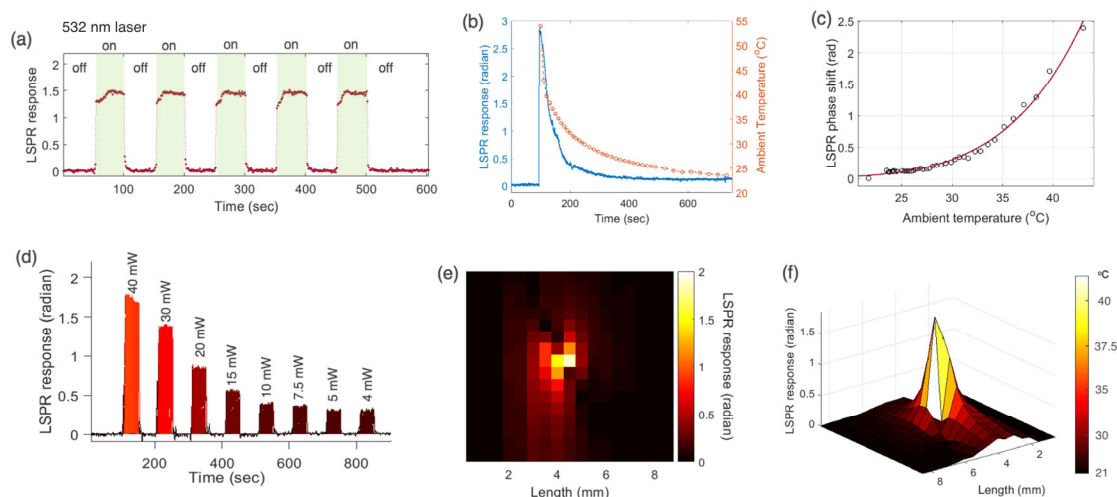 532 nm laser
(a)
on on on on on
off off off off off off
LSPR response
2
1.5
1
0.5
0
100 200 300 400 500 600
Time (sec)
(b)
LSPR response (radian)
3
2.5
2
1.5
1
0.5
0
0 200 400 600
Time (sec)
55
50
45
40
35
30
25
20
Ambient Temperature (°C)
(c)
LSPR phase shift (rad)
2.5
2
1.5
1
0.5
0
25 30 35 40
Ambient temperature (°C)
(d)
LSPR response (radian)
2
1.5
1
0.5
0
40 mW
30 mW
20 mW
15 mW
10 mW
7.5 mW
5 mW
4 mW
200 400 600 800
Time (sec)
(e)
2 4 6 8
Length (mm)
2
1.5
1
0.5
0
LSPR response (radian)
(f)
LSPR response (radian)
1.5
1
0.5
0
8 6 4 2
Length (mm)
°C
40
37.5
35
30
21